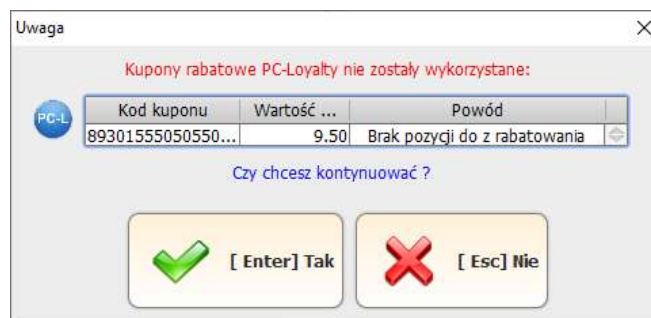 Uwaga
Kupony rabatowe PC-Loyalty nie zostały wykorzystane:
PC-L
Kod kuponu Wartość ... Powód
89301555050550... 9.50 Brak pozycji do z rabatowania
Czy chcesz kontynuować ?
[ Enter] Tak [ Esc] Nie